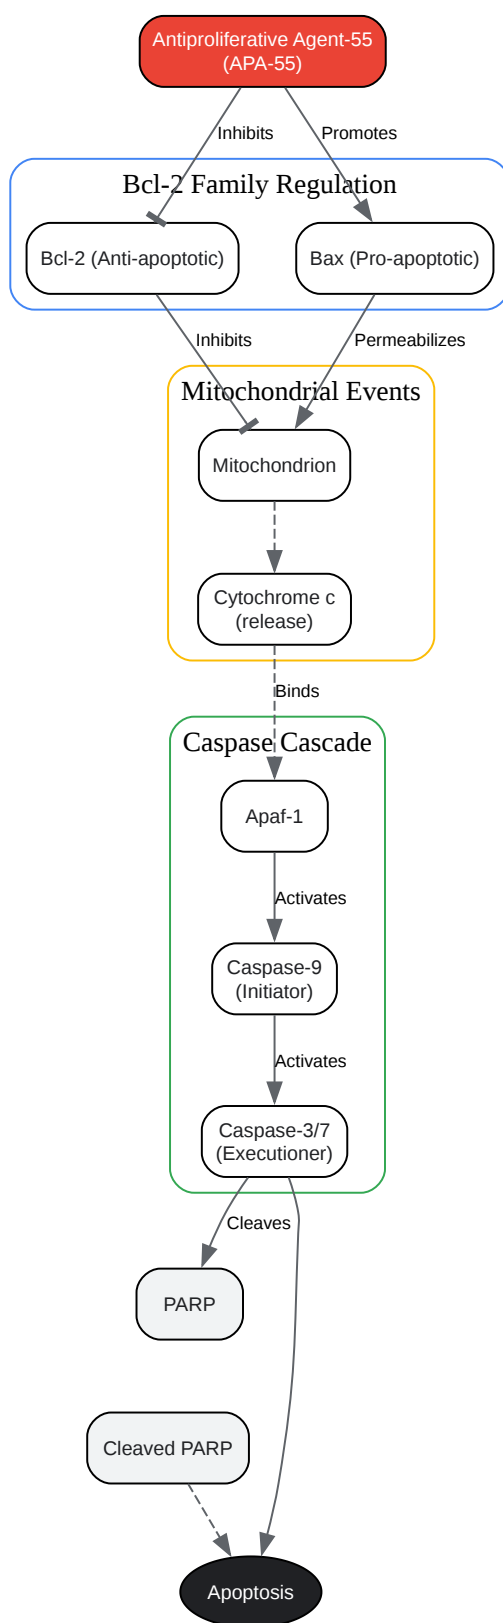 Antiproliferative Agent-55
(APA-55)
Inhibits
Promotes
Bcl-2 Family Regulation
Bcl-2 (Anti-apoptotic)
Bax (Pro-apoptotic)
Inhibits
Permeabilizes
Mitochondrial Events
Mitochondrion
Cytochrome c
(release)
Binds
Caspase Cascade
Apaf-1
Activates
Caspase-9
(Initiator)
Activates
Caspase-3/7
(Executioner)
Cleaves
PARP
Cleaved PARP
Apoptosis